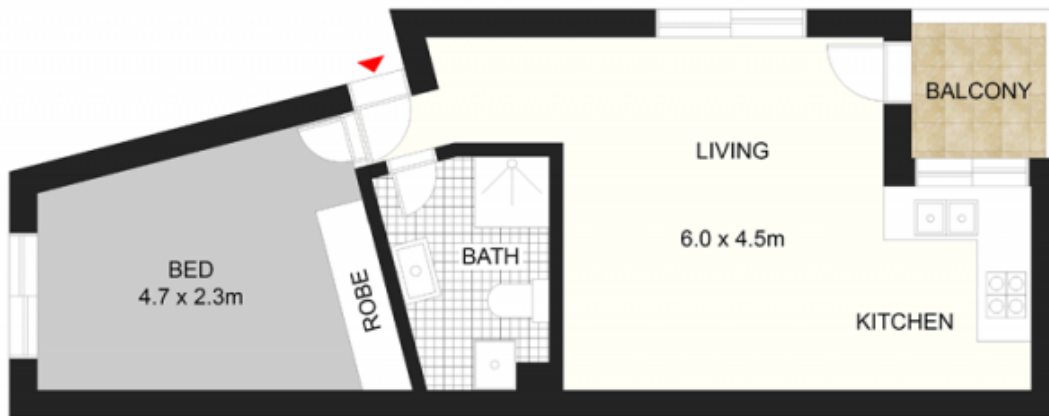 BALCONY
LIVING
6.0 x 4.5m
BATH
BED
4.7 x 2.3m
ROBE
KITCHEN